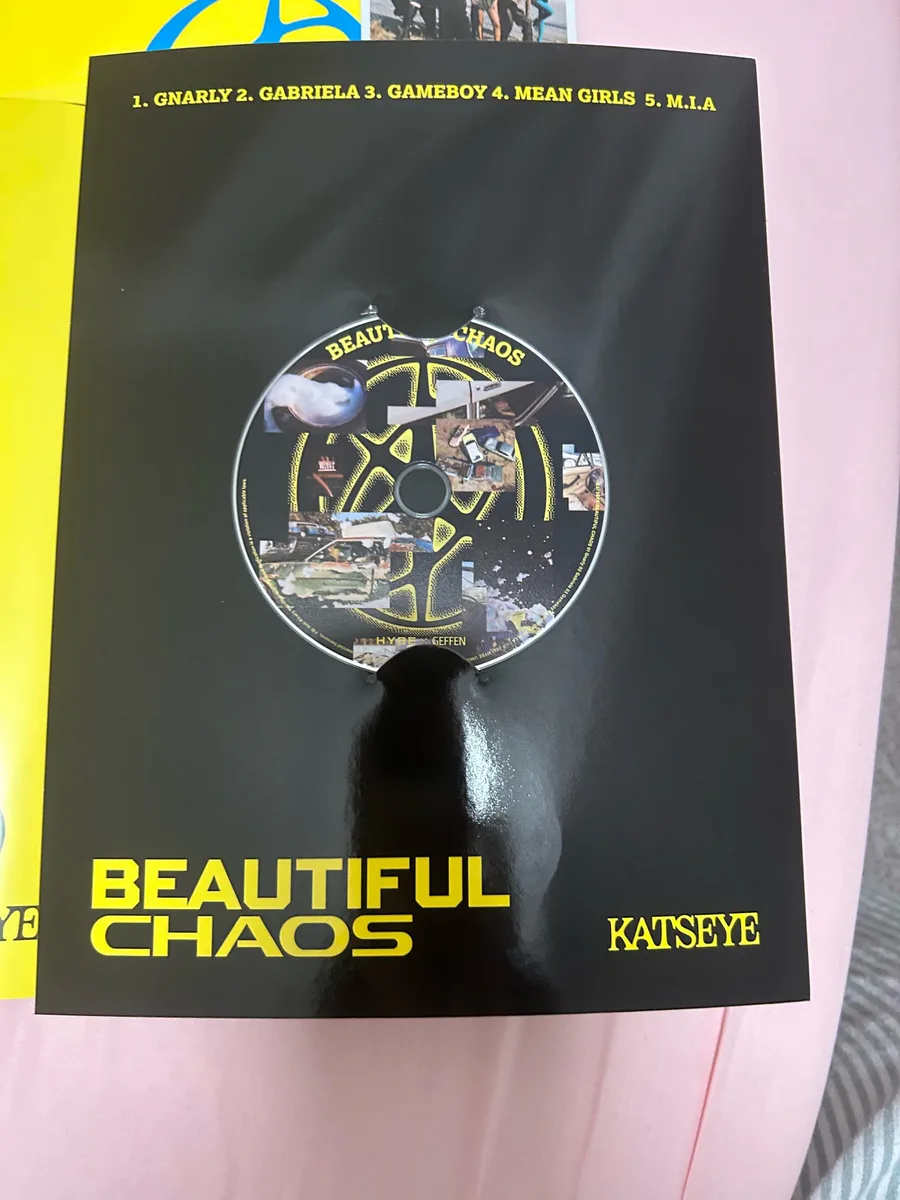 1. GNARLY 2. GABRIELA 3. GAMEBOY 4. MEAN GIRLS 5. M.I.A
BEAUT CHAOS
HYBE GEFFEN
BEAUTIFUL
CHAOS
KATSEYE
YE